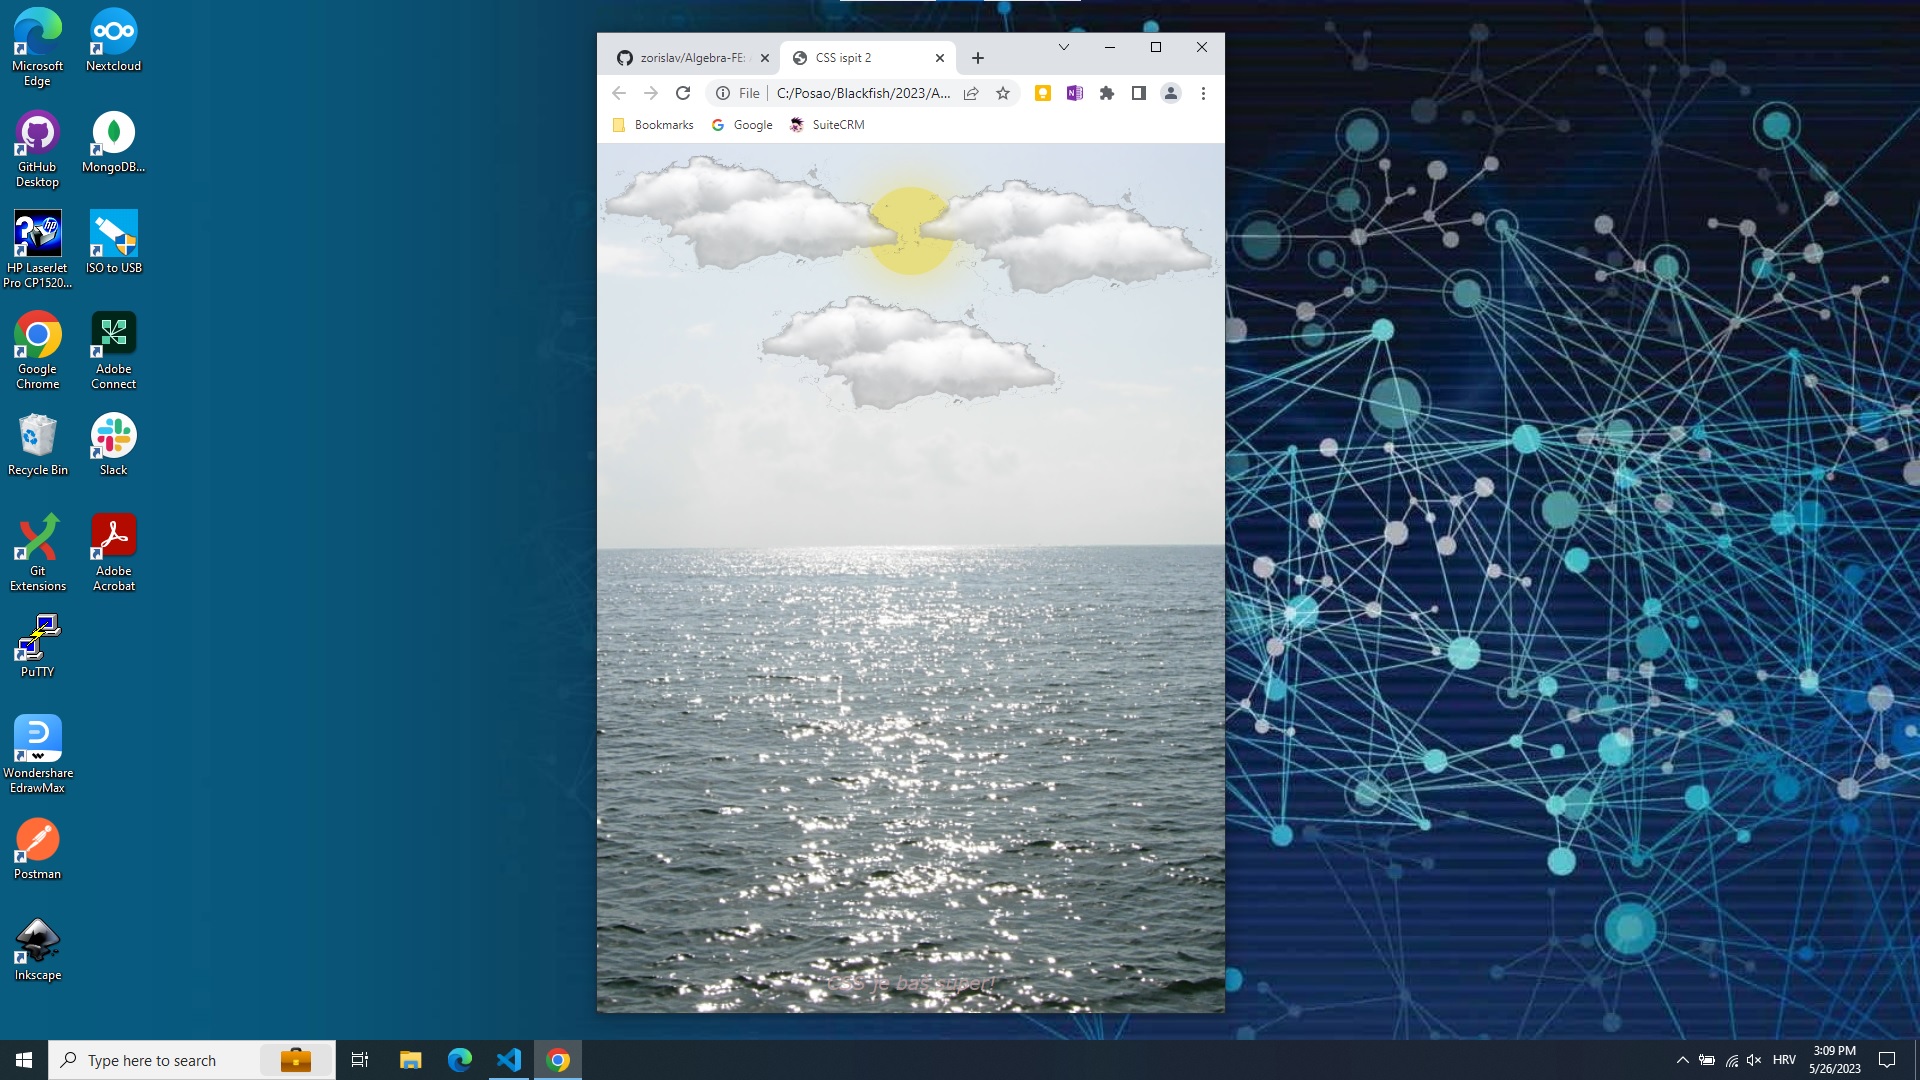 Microsoft
Edge
Nextcloud
GitHub
Desktop
MongoDB...
HP LaserJet
Pro CP1520...
ISO to USB
Google
Chrome
Adobe
Connect
Recycle Bin
Slack
Git
Extensions
Adobe
Acrobat
PuTTY
Wondershare
EdrawMax
Postman
Inkscape
zorislav/Algebra-FE:
CSS ispit 2
File
C:/Posao/Blackfish/2023/A...
Bookmarks
Google
SuiteCRM
CSS je baš super!
Type here to search
HRV
3:09 PM
5/26/2023